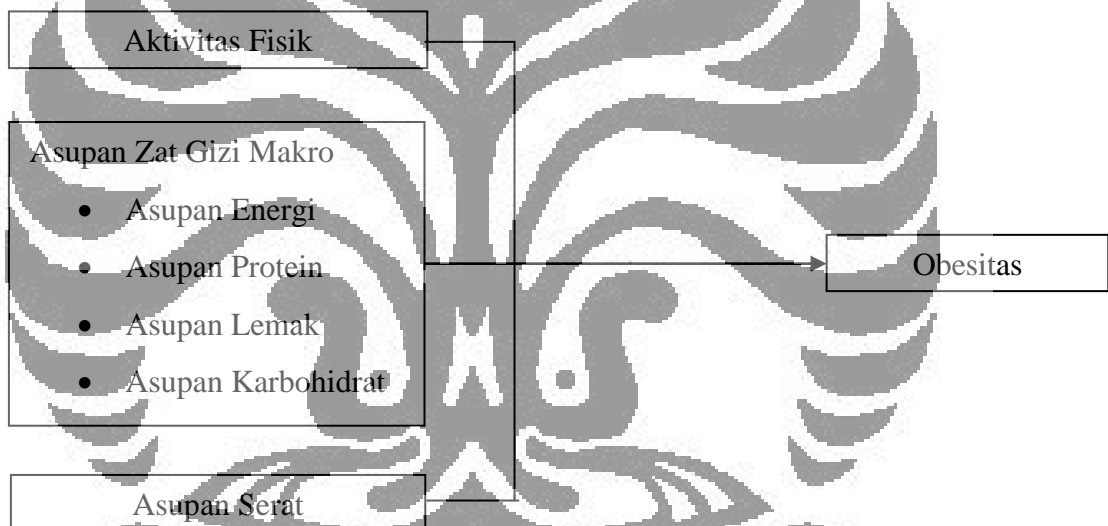 Aktivitas Fisik
Asupan Zat Gizi Makro
• Asupan Energi
• Asupan Protein
• Asupan Lemak
• Asupan Karbohidrat
Obesitas
Asupan Serat